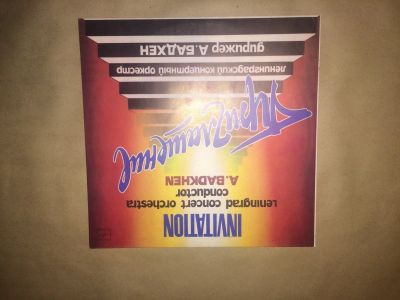 INVITATION
Leningrad concert orchestra
conductor
A. BADKHEN
Приглашение
ленинградский концертный оркестр
дирижер А. БАДХЕН